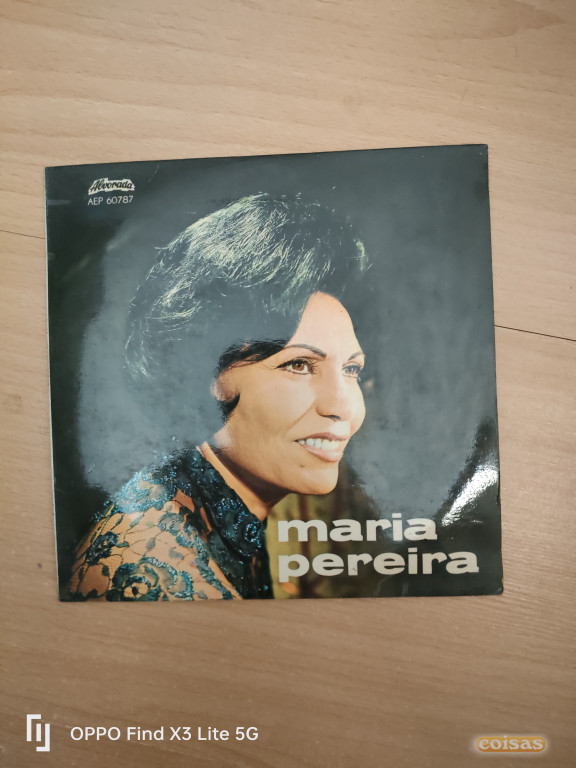 Alvorada
AEP 60787
maria
pereira
OPPO Find X3 Lite 5G
coisas